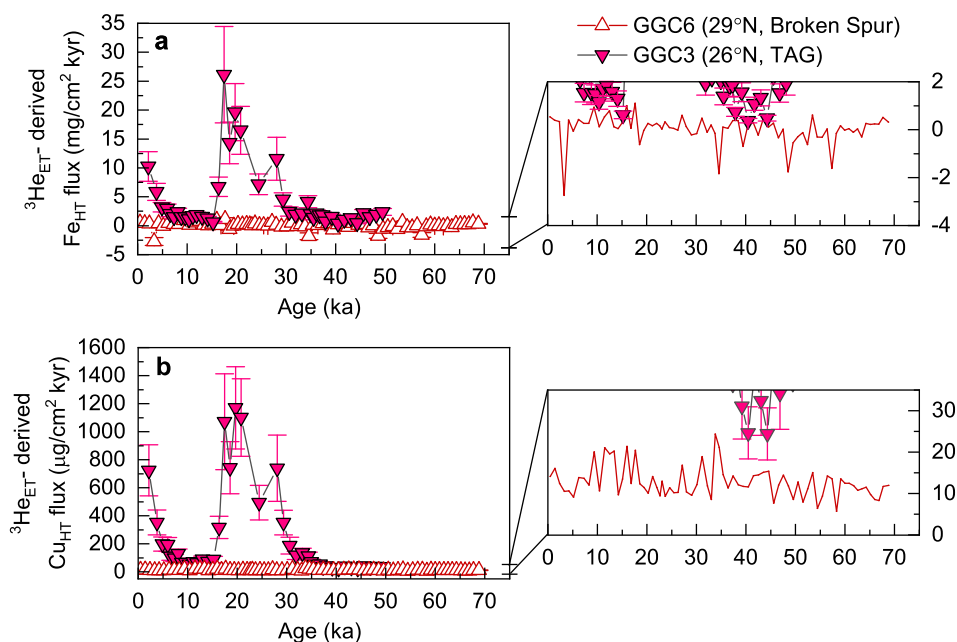 GGC6 (29°N, Broken Spur)
GGC3 (26°N, TAG)
a
³He_ET- derived
Fe_HT flux (mg/cm² kyr)
35
30
25
20
15
10
5
0
-5
0 10 20 30 40 50 60 70
Age (ka)
2
0
-2
-4
0 10 20 30 40 50 60 70
b
³He_ET- derived
Cu_HT flux (µg/cm² kyr)
1600
1400
1200
1000
800
600
400
200
0
0 10 20 30 40 50 60 70
Age (ka)
30
20
10
0
0 10 20 30 40 50 60 70